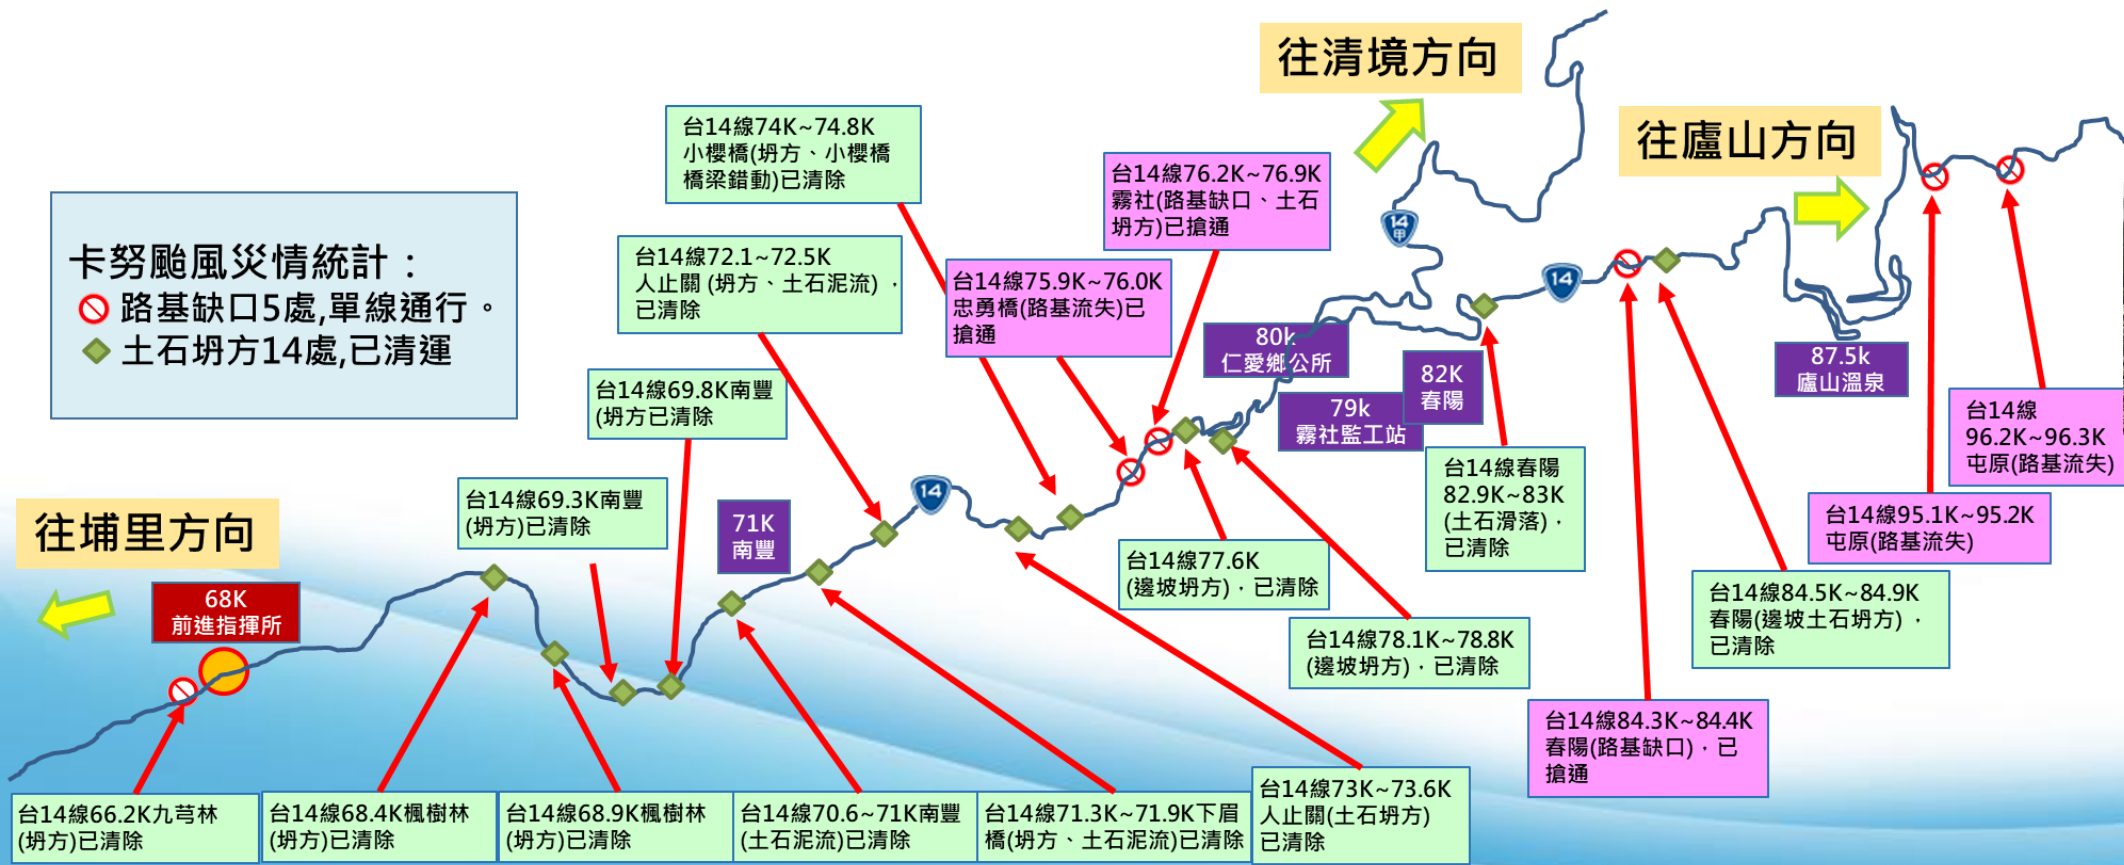 往清境方向
往廬山方向
卡努颱風災情統計：
路基缺口5處,單線通行。
土石坍方14處,已清運
台14線74K~74.8K
小櫻橋(坍方、小櫻橋
橋梁錯動)已清除
台14線76.2K~76.9K
霧社(路基缺口、土石
坍方)已搶通
台14線72.1~72.5K
人止關 (坍方、土石泥流)，
已清除
台14線75.9K~76.0K
忠勇橋(路基流失)已
搶通
14
甲
14
80k
仁愛鄉公所
82K
春陽
79k
霧社監工站
87.5k
廬山溫泉
台14線69.8K南豐
(坍方已清除
台14線
96.2K~96.3K
屯原(路基流失)
台14線69.3K南豐
(坍方)已清除
14
71K
南豐
台14線春陽
82.9K~83K
(土石滑落)，
已清除
台14線95.1K~95.2K
屯原(路基流失)
往埔里方向
68K
前進指揮所
台14線77.6K
(邊坡坍方)，已清除
台14線78.1K~78.8K
(邊坡坍方)，已清除
台14線84.5K~84.9K
春陽(邊坡土石坍方)，
已清除
台14線84.3K~84.4K
春陽(路基缺口)，已
搶通
台14線66.2K九芎林
(坍方)已清除
台14線68.4K楓樹林
(坍方)已清除
台14線68.9K楓樹林
(坍方)已清除
台14線70.6~71K南豐
(土石泥流)已清除
台14線71.3K~71.9K下眉
橋(坍方、土石泥流)已清除
台14線73K~73.6K
人止關(土石坍方)
已清除